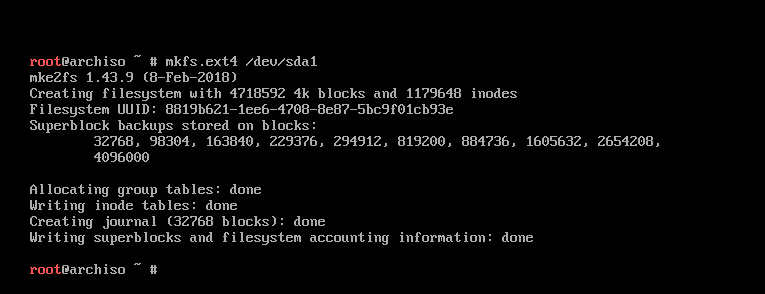 root@archiso ~ # mkfs.ext4 /dev/sda1
mke2fs 1.43.9 (8-Feb-2018)
Creating filesystem with 4718592 4k blocks and 1179648 inodes
Filesystem UUID: 8819b621-1ee6-4708-8e87-5bc9f01cb93e
Superblock backups stored on blocks:
32768, 98304, 163840, 229376, 294912, 819200, 884736, 1605632, 2654208,
4096000
Allocating group tables: done
Writing inode tables: done
Creating journal (32768 blocks): done
Writing superblocks and filesystem accounting information: done
root@archiso ~ #